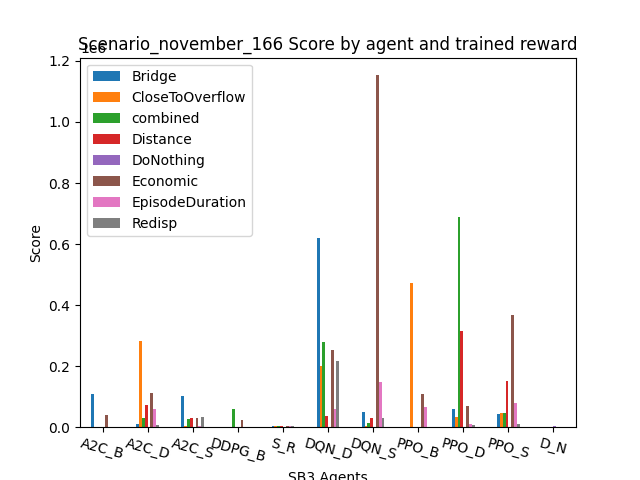 Scenario_november_166 Score by agent and trained reward
1e6
1.2
1.0
0.8
0.6
0.4
0.2
0.0
Score
Bridge
CloseToOverflow
combined
Distance
DoNothing
Economic
EpisodeDuration
Redisp
A2C_B A2C_D A2C_S DDPG_B S_R DQN_D DQN_S PPO_B PPO_D PPO_S D_N
SB3 Agents